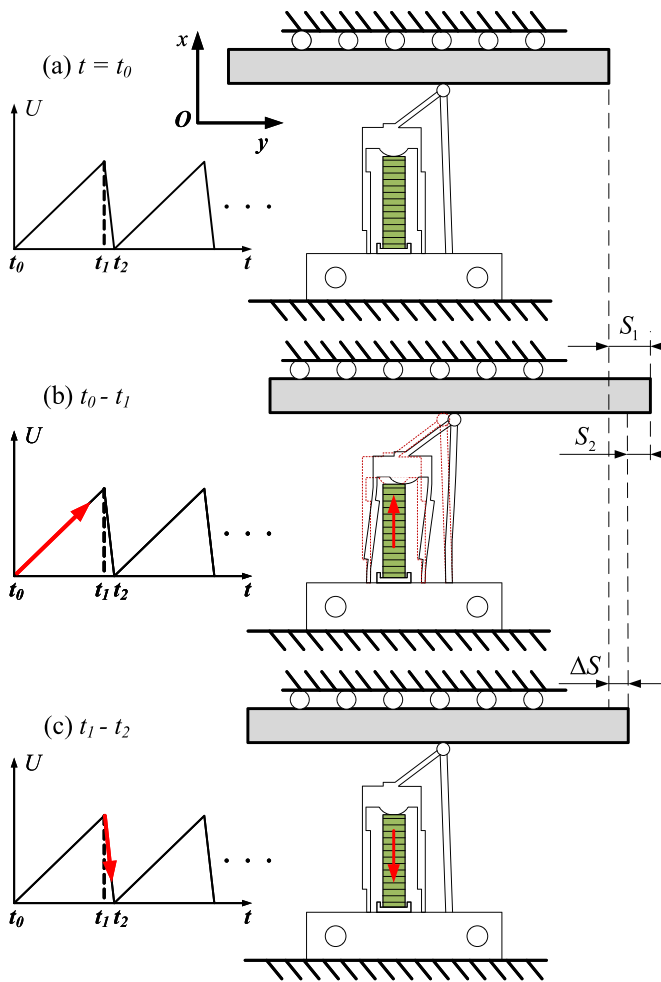 x
(a) t = t0
U
O
y
. . .
t0 t1 t2 t
S1
(b) t0 - t1
S2
U
. . .
t0 t1 t2 t
ΔS
(c) t1 - t2
U
. . .
t0 t1 t2 t